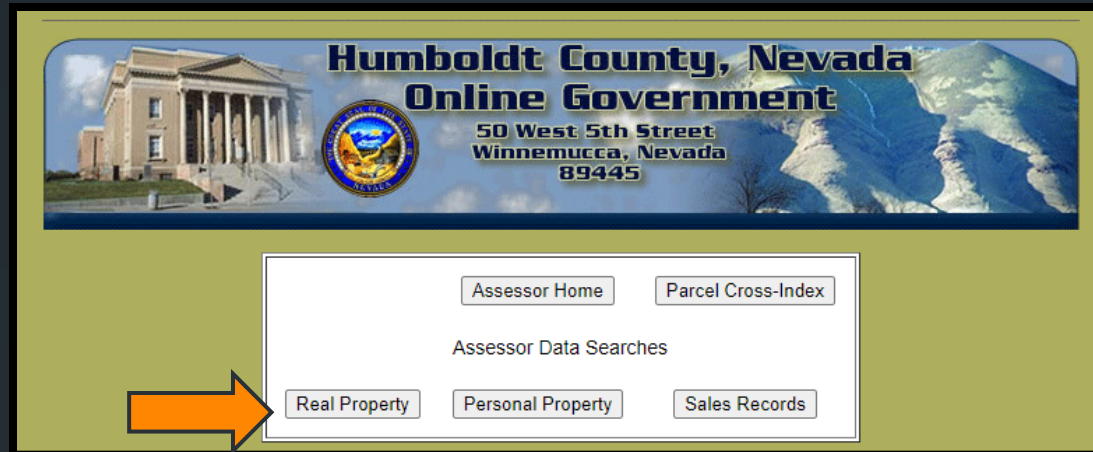 Humboldt County, Nevada
Online Government
50 West 5th Street
Winnemucca, Nevada
89445
Assessor Home
Parcel Cross-Index
Assessor Data Searches
Real Property
Personal Property
Sales Records